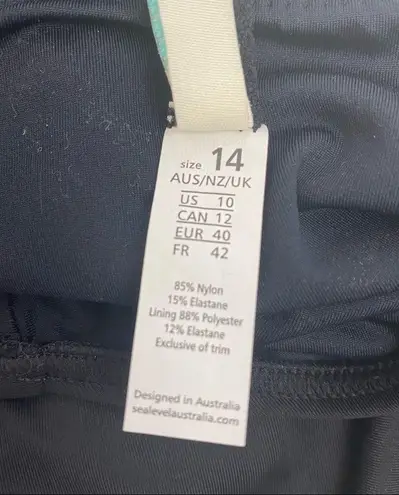 size 14
AUS/NZ/UK
US 10
CAN 12
EUR 40
FR 42
85% Nylon
15% Elastane
Lining 88% Polyester
12% Elastane
Exclusive of trim
Designed in Australia
sealevelaustralia.com